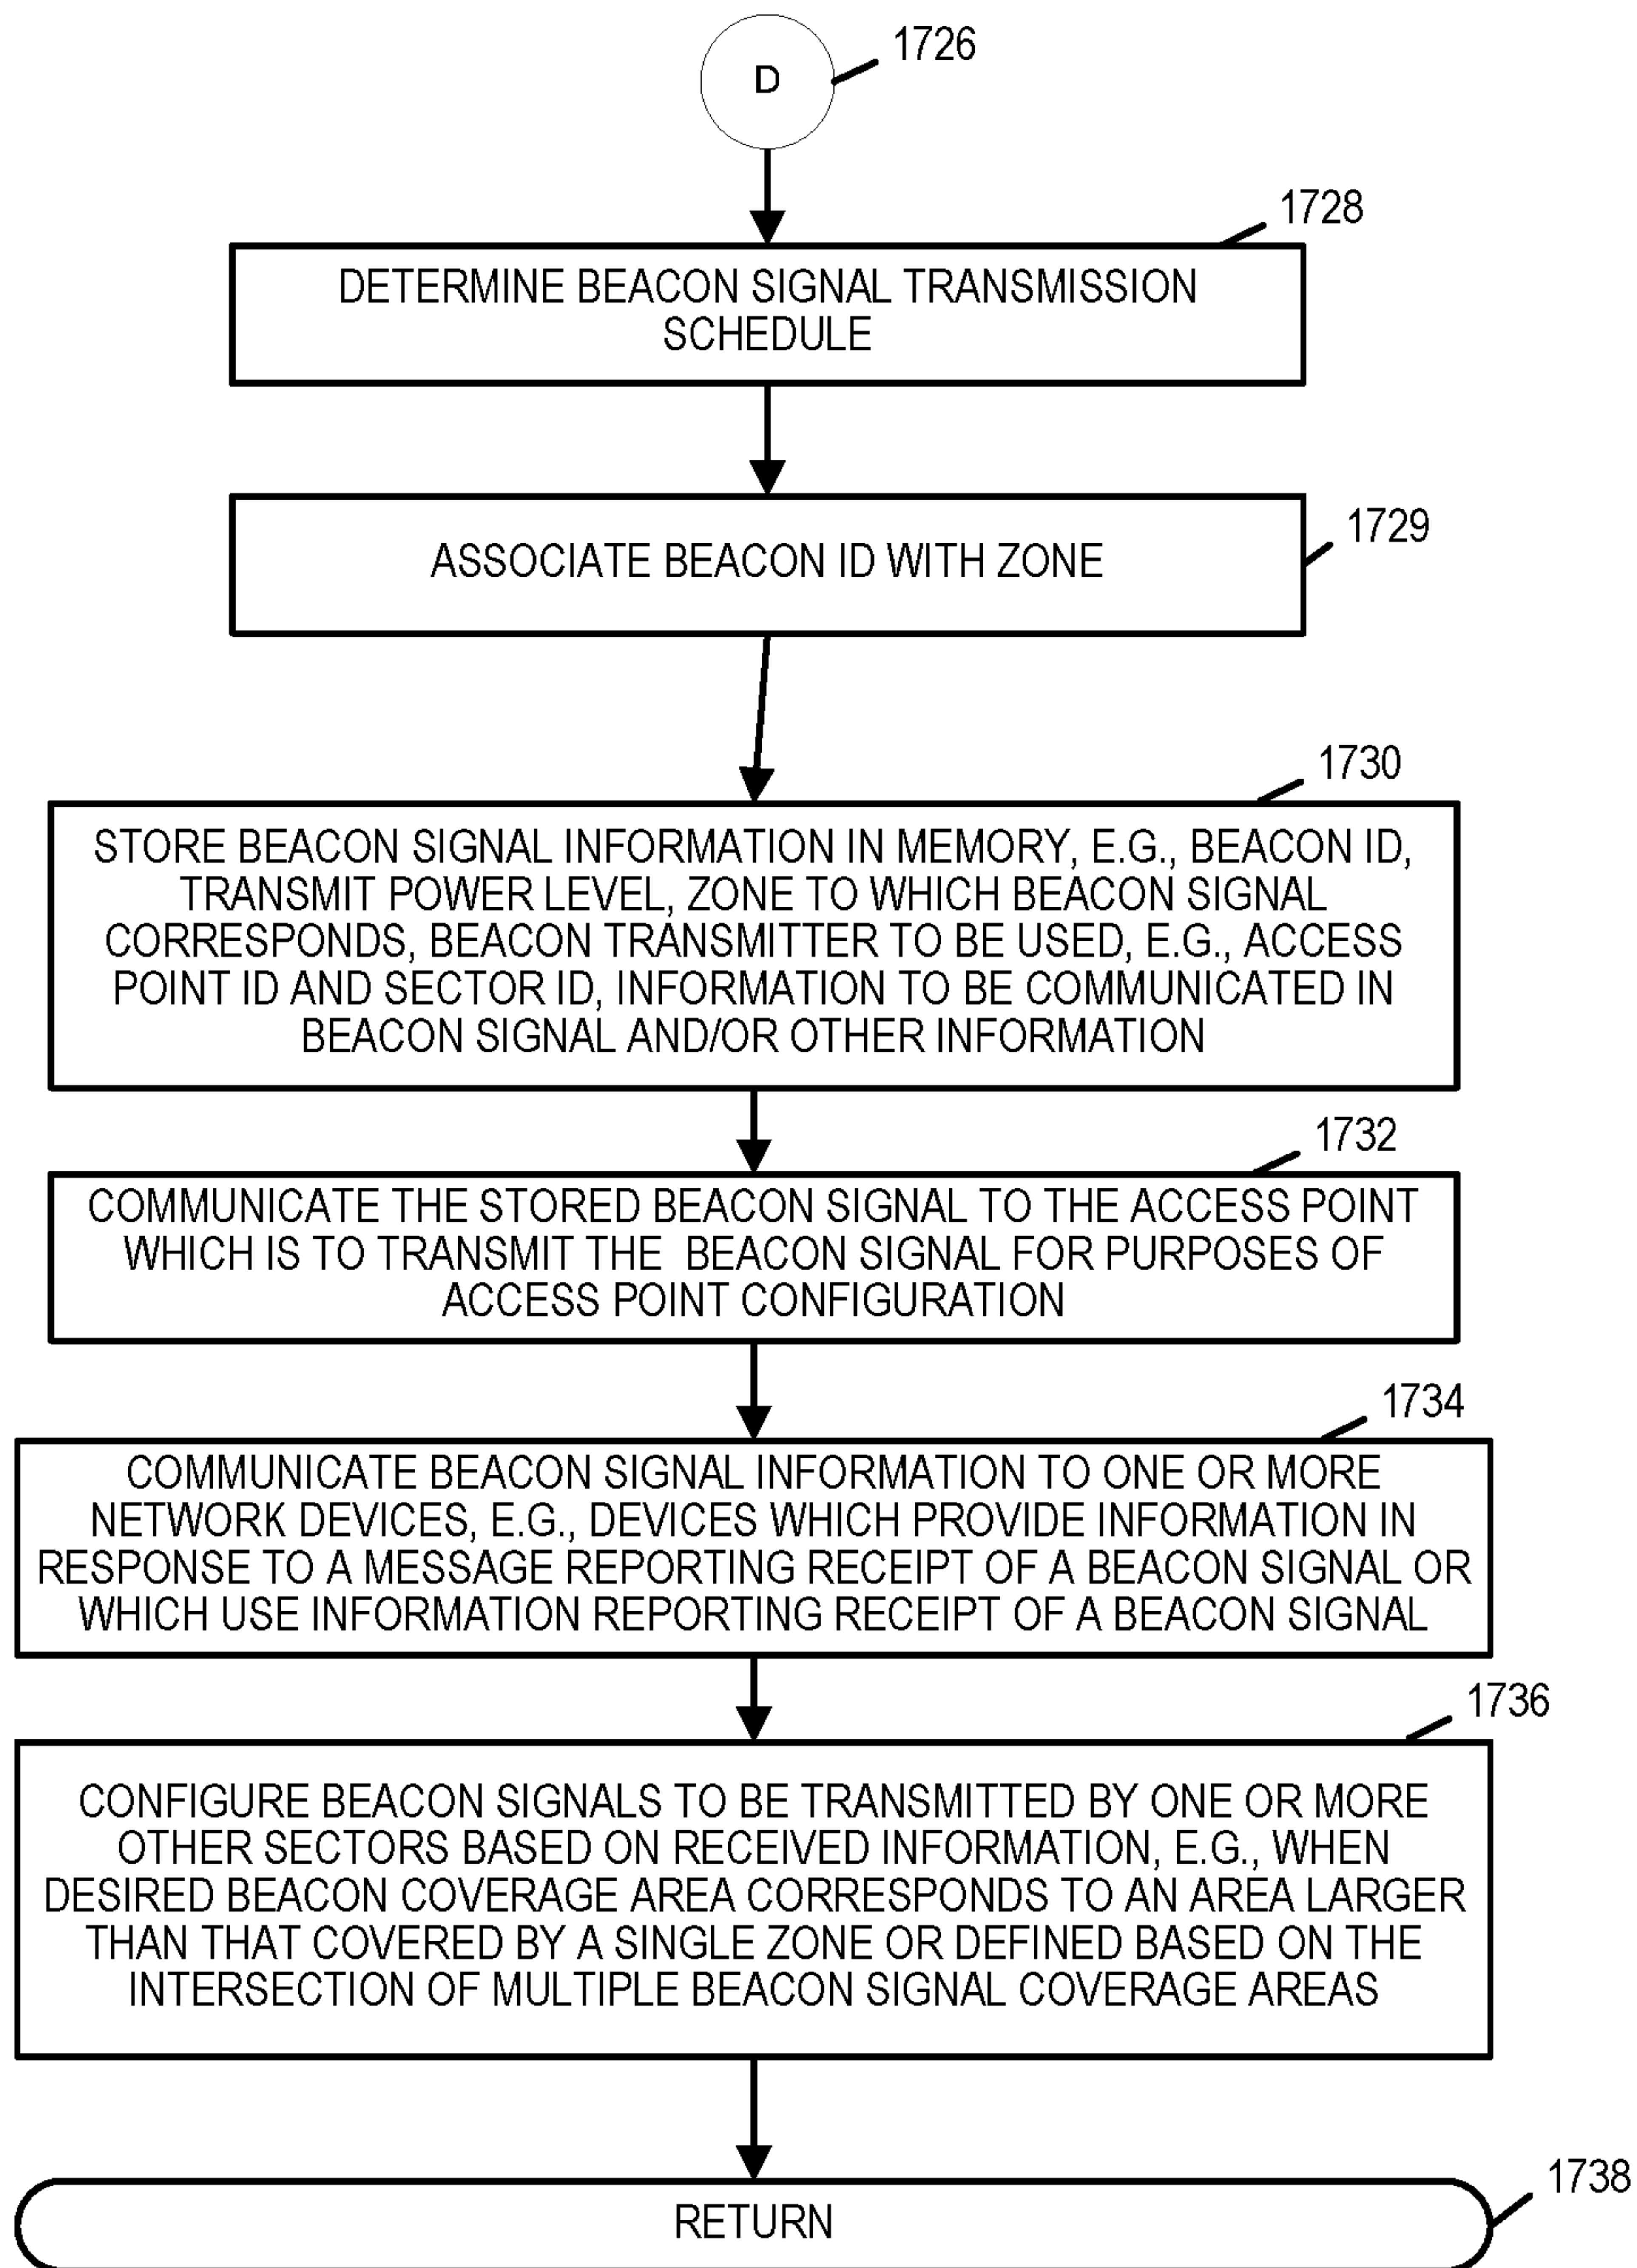 1726
D
1728
DETERMINE BEACON SIGNAL TRANSMISSION
SCHEDULE
1729
ASSOCIATE BEACON ID WITH ZONE
1730
STORE BEACON SIGNAL INFORMATION IN MEMORY, E.G., BEACON ID,
TRANSMIT POWER LEVEL, ZONE TO WHICH BEACON SIGNAL
CORRESPONDS, BEACON TRANSMITTER TO BE USED, E.G., ACCESS
POINT ID AND SECTOR ID, INFORMATION TO BE COMMUNICATED IN
BEACON SIGNAL AND/OR OTHER INFORMATION
1732
COMMUNICATE THE STORED BEACON SIGNAL TO THE ACCESS POINT
WHICH IS TO TRANSMIT THE BEACON SIGNAL FOR PURPOSES OF
ACCESS POINT CONFIGURATION
1734
COMMUNICATE BEACON SIGNAL INFORMATION TO ONE OR MORE
NETWORK DEVICES, E.G., DEVICES WHICH PROVIDE INFORMATION IN
RESPONSE TO A MESSAGE REPORTING RECEIPT OF A BEACON SIGNAL OR
WHICH USE INFORMATION REPORTING RECEIPT OF A BEACON SIGNAL
1736
CONFIGURE BEACON SIGNALS TO BE TRANSMITTED BY ONE OR MORE
OTHER SECTORS BASED ON RECEIVED INFORMATION, E.G., WHEN
DESIRED BEACON COVERAGE AREA CORRESPONDS TO AN AREA LARGER
THAN THAT COVERED BY A SINGLE ZONE OR DEFINED BASED ON THE
INTERSECTION OF MULTIPLE BEACON SIGNAL COVERAGE AREAS
1738
RETURN